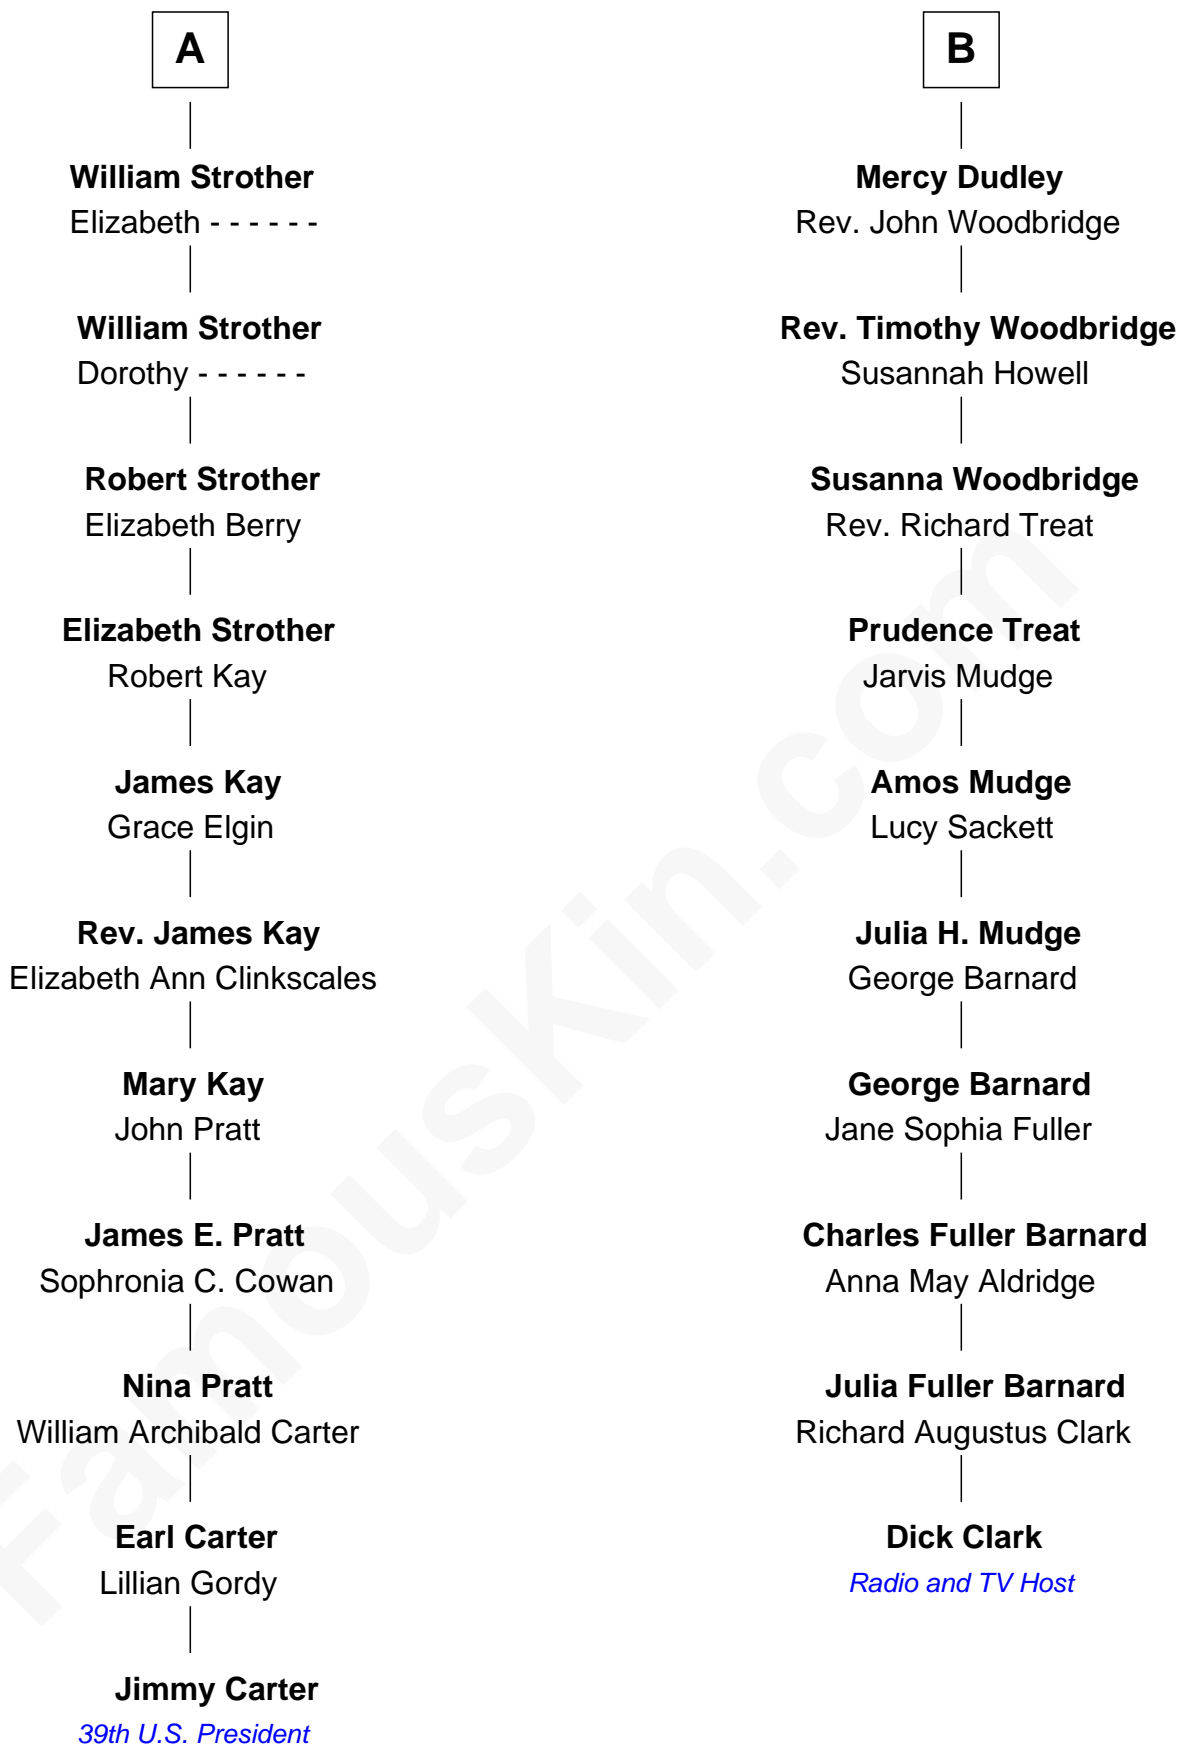 A
William Strother
Elizabeth - - - - - -
William Strother
Dorothy - - - - - -
Robert Strother
Elizabeth Berry
Elizabeth Strother
Robert Kay
James Kay
Grace Elgin
Rev. James Kay
Elizabeth Ann Clinkscales
Mary Kay
John Pratt
James E. Pratt
Sophronia C. Cowan
Nina Pratt
William Archibald Carter
Earl Carter
Lillian Gordy
Jimmy Carter
39th U.S. President
B
Mercy Dudley
Rev. John Woodbridge
Rev. Timothy Woodbridge
Susannah Howell
Susanna Woodbridge
Rev. Richard Treat
Prudence Treat
Jarvis Mudge
Amos Mudge
Lucy Sackett
Julia H. Mudge
George Barnard
George Barnard
Jane Sophia Fuller
Charles Fuller Barnard
Anna May Aldridge
Julia Fuller Barnard
Richard Augustus Clark
Dick Clark
Radio and TV Host
FamousKin.com